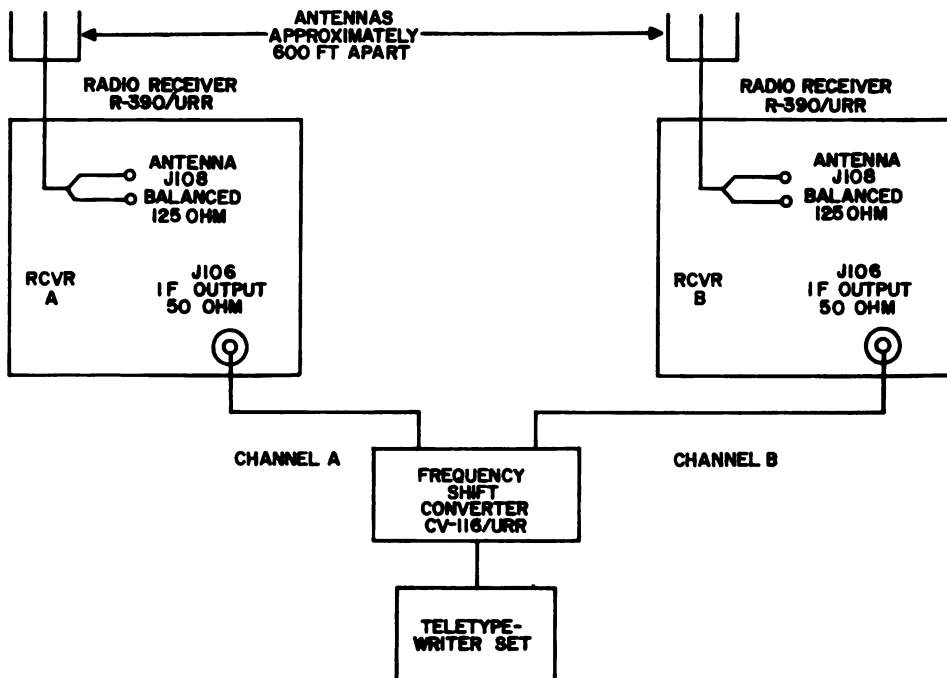 ANTENNAS
APPROXIMATELY
600 FT APART
RADIO RECEIVER
R-390/URR
ANTENNA
J108
BALANCED
125 OHM
RCVR
A
J106
IF OUTPUT
50 OHM
RADIO RECEIVER
R-390/URR
ANTENNA
J108
BALANCED
125 OHM
RCVR
B
J106
IF OUTPUT
50 OHM
CHANNEL A
CHANNEL B
FREQUENCY
SHIFT
CONVERTER
CV-116/URR
TELETYPE-
WRITER SET